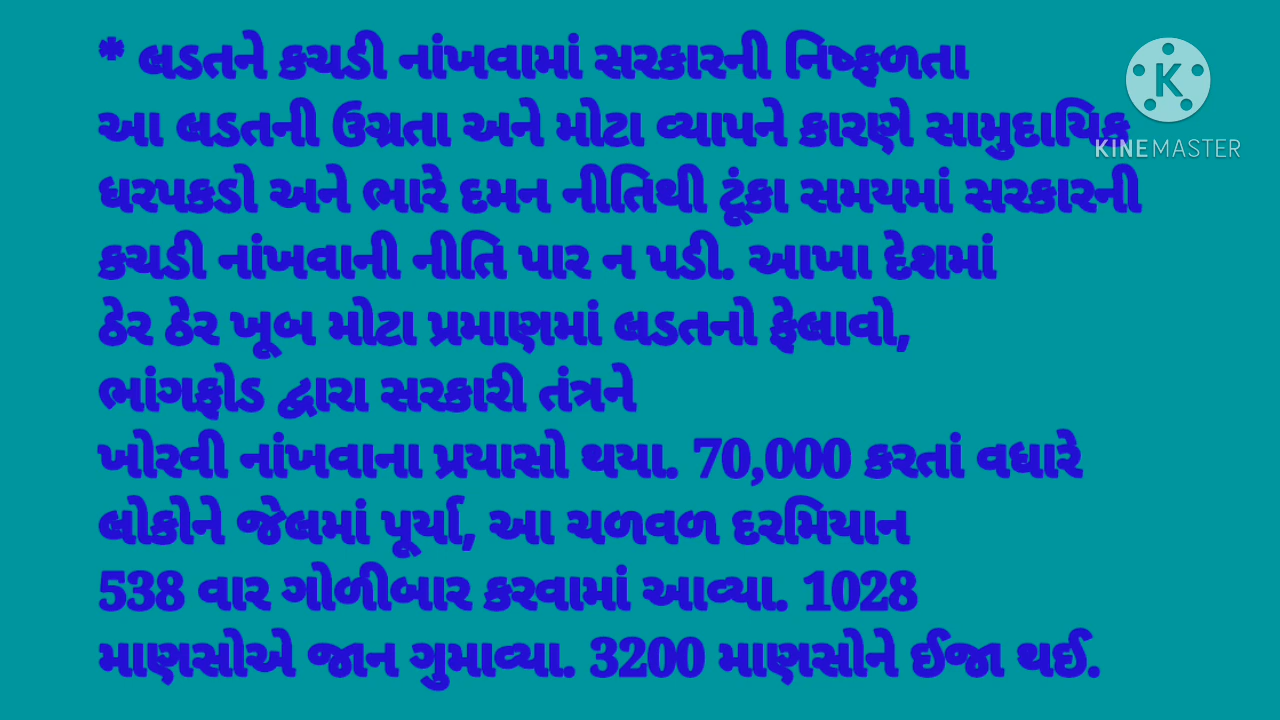 * લડતને કચડી નાંખવામાં સરકારની નિષ્ફળતા
આ લડતની ઉગ્રતા અને મોટા વ્યાપને કારણે સામુદાયિક
ધરપકડો અને ભારે દમન નીતિથી ટૂંકા સમયમાં સરકારની
કચડી નાંખવાની નીતિ પાર ન પડી. આખા દેશમાં
ઠેર ઠેર ખૂબ મોટા પ્રમાણમાં લડતનો ફેલાવો,
ભાંગફોડ દ્વારા સરકારી તંત્રને
ખોરવી નાંખવાના પ્રયાસો થયા. 70,000 કરતાં વધારે
લોકોને જેલમાં પૂર્યા, આ ચળવળ દરમિયાન
538 વાર ગોળીબાર કરવામાં આવ્યા. 1028
માણસોએ જાન ગુમાવ્યા. 3200 માણસોને ઈજા થઈ.
K
KINEMASTER